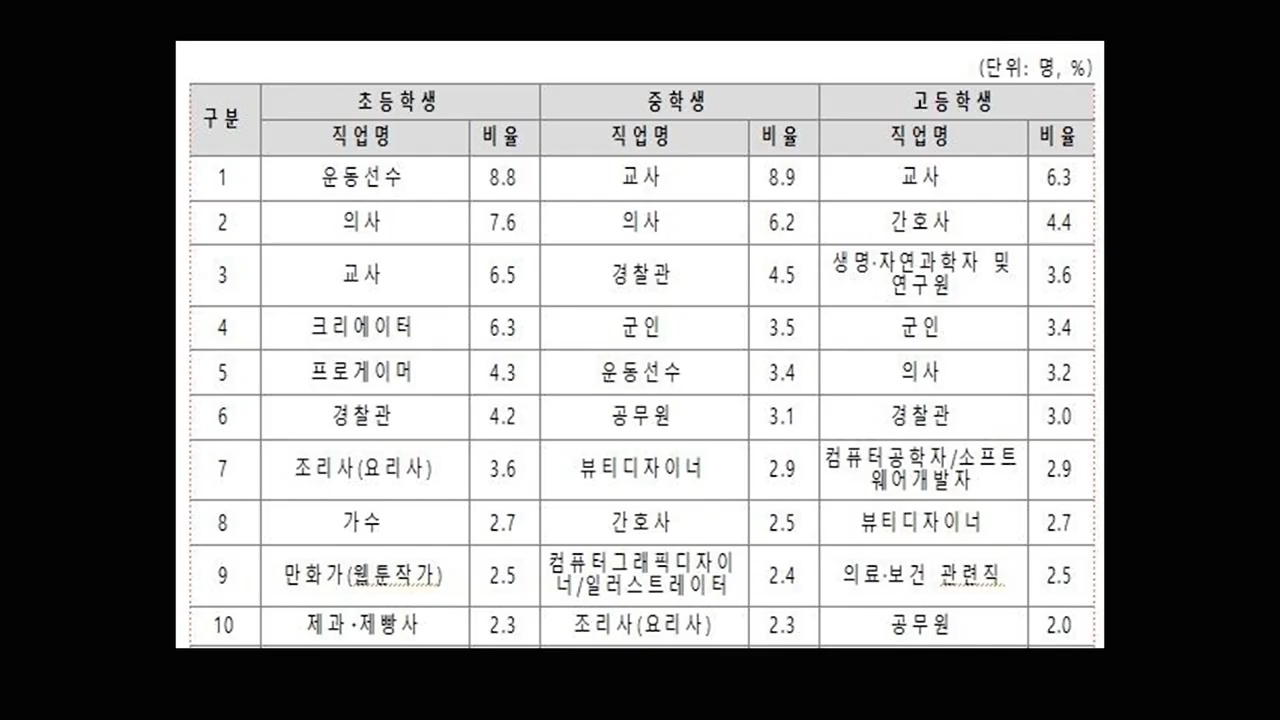 (단위: 명, %)
구분 초등학생 중학생 고등학생
직업명 비율 직업명 비율 직업명 비율
1 운동선수 8.8 교사 8.9 교사 6.3
2 의사 7.6 의사 6.2 간호사 4.4
3 교사 6.5 경찰관 4.5 생명·자연과학자 및 연구원 3.6
4 크리에이터 6.3 군인 3.5 군인 3.4
5 프로게이머 4.3 운동선수 3.4 의사 3.2
6 경찰관 4.2 공무원 3.1 경찰관 3.0
7 조리사(요리사) 3.6 뷰티디자이너 2.9 컴퓨터공학자/소프트웨어개발자 2.9
8 가수 2.7 간호사 2.5 뷰티디자이너 2.7
9 만화가(웹툰작가) 2.5 컴퓨터그래픽디자이너/일러스트레이터 2.4 의료·보건 관련직 2.5
10 제과·제빵사 2.3 조리사(요리사) 2.3 공무원 2.0